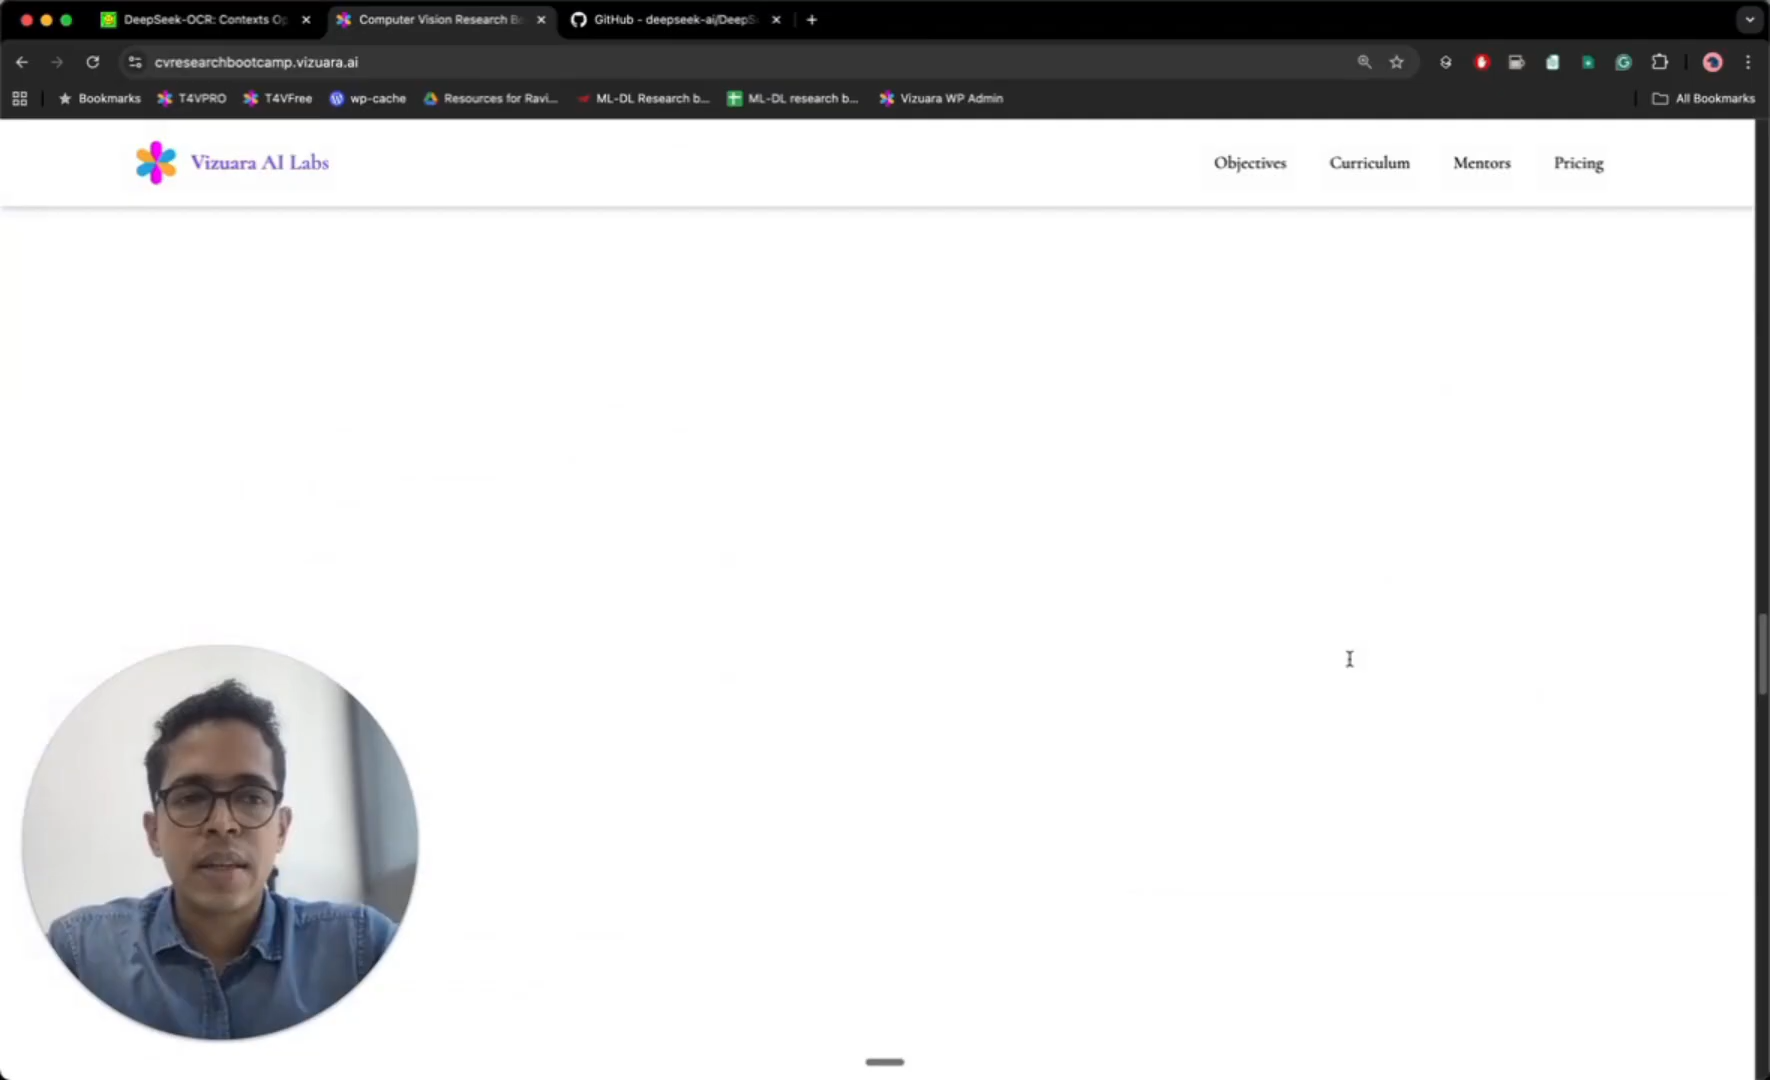 DeepSeek-OCR: Contexts Op
Computer Vision Research Bo
GitHub - deepseek-ai/DeepS
cvresearchbootcamp.vizuara.ai
Bookmarks
T4VPRO
T4VFree
wp-cache
Resources for Ravi...
ML-DL Research b...
ML-DL research b...
Vizuara WP Admin
All Bookmarks
Vizuara AI Labs
Objectives
Curriculum
Mentors
Pricing